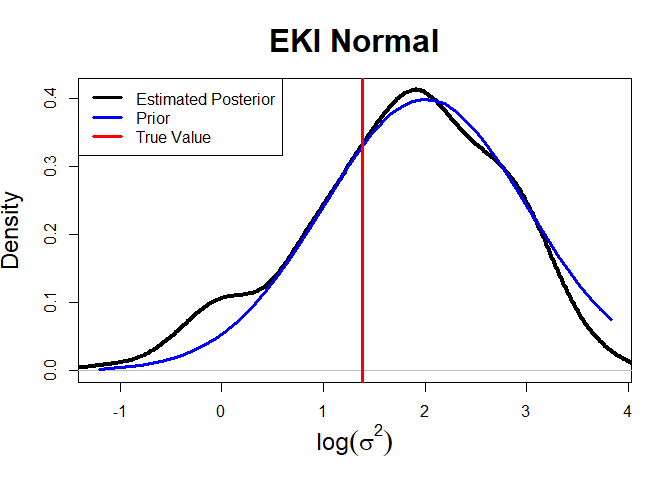 EKI Normal
Estimated Posterior
Prior
True Value
Density
0.0
0.1
0.2
0.3
0.4
-1
0
1
2
3
4
log(σ²)